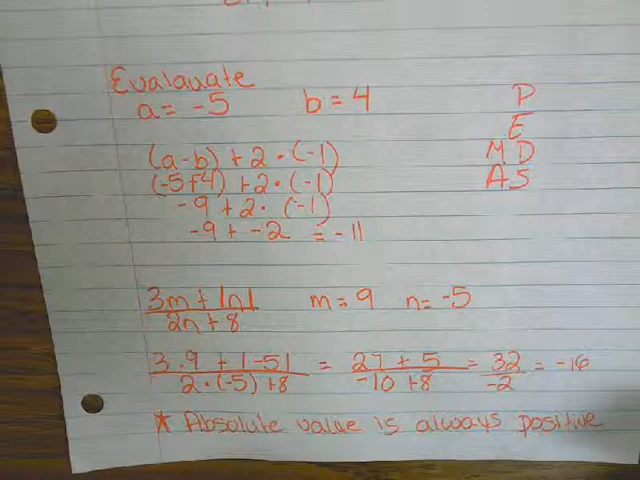 Evalauate
a = -5 b = 4 P
E
(a-b) + 2 · (-1) M D
(-5+4) + 2 · (-1) A S
-9 + 2 · (-1)
-9 + -2 = -11
3m + |n| m = 9 n = -5
2n + 8
3 · 9 + |-5| = 27 + 5 = 32 = -16
2 · (-5) + 8 -10 + 8 -2
* Absolute value is always positive